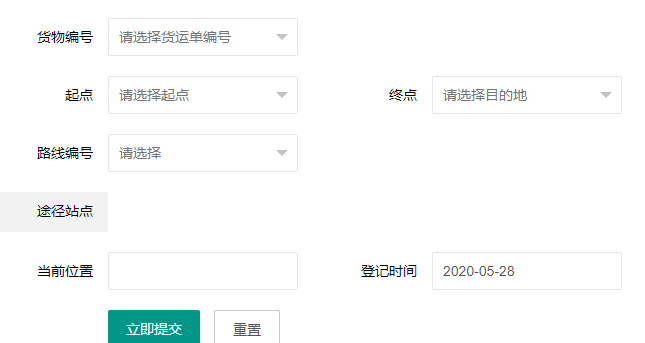 货物编号 请选择货运单编号
起点 请选择起点 终点 请选择目的地
路线编号 请选择
途径站点
当前位置 登记时间 2020-05-28
立即提交 重置